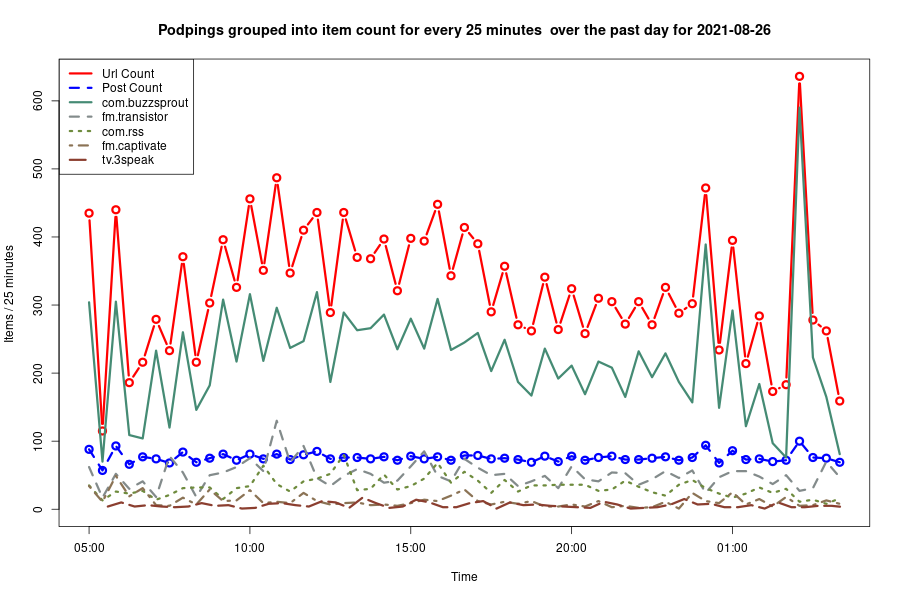 Podpings grouped into item count for every 25 minutes  over the past day for 2021-08-26
Url Count
Post Count
com.buzzsprout
fm.transistor
com.rss
fm.captivate
tv.3speak
Items / 25 minutes
600
500
400
300
200
100
0
05:00 10:00 15:00 20:00 01:00
Time